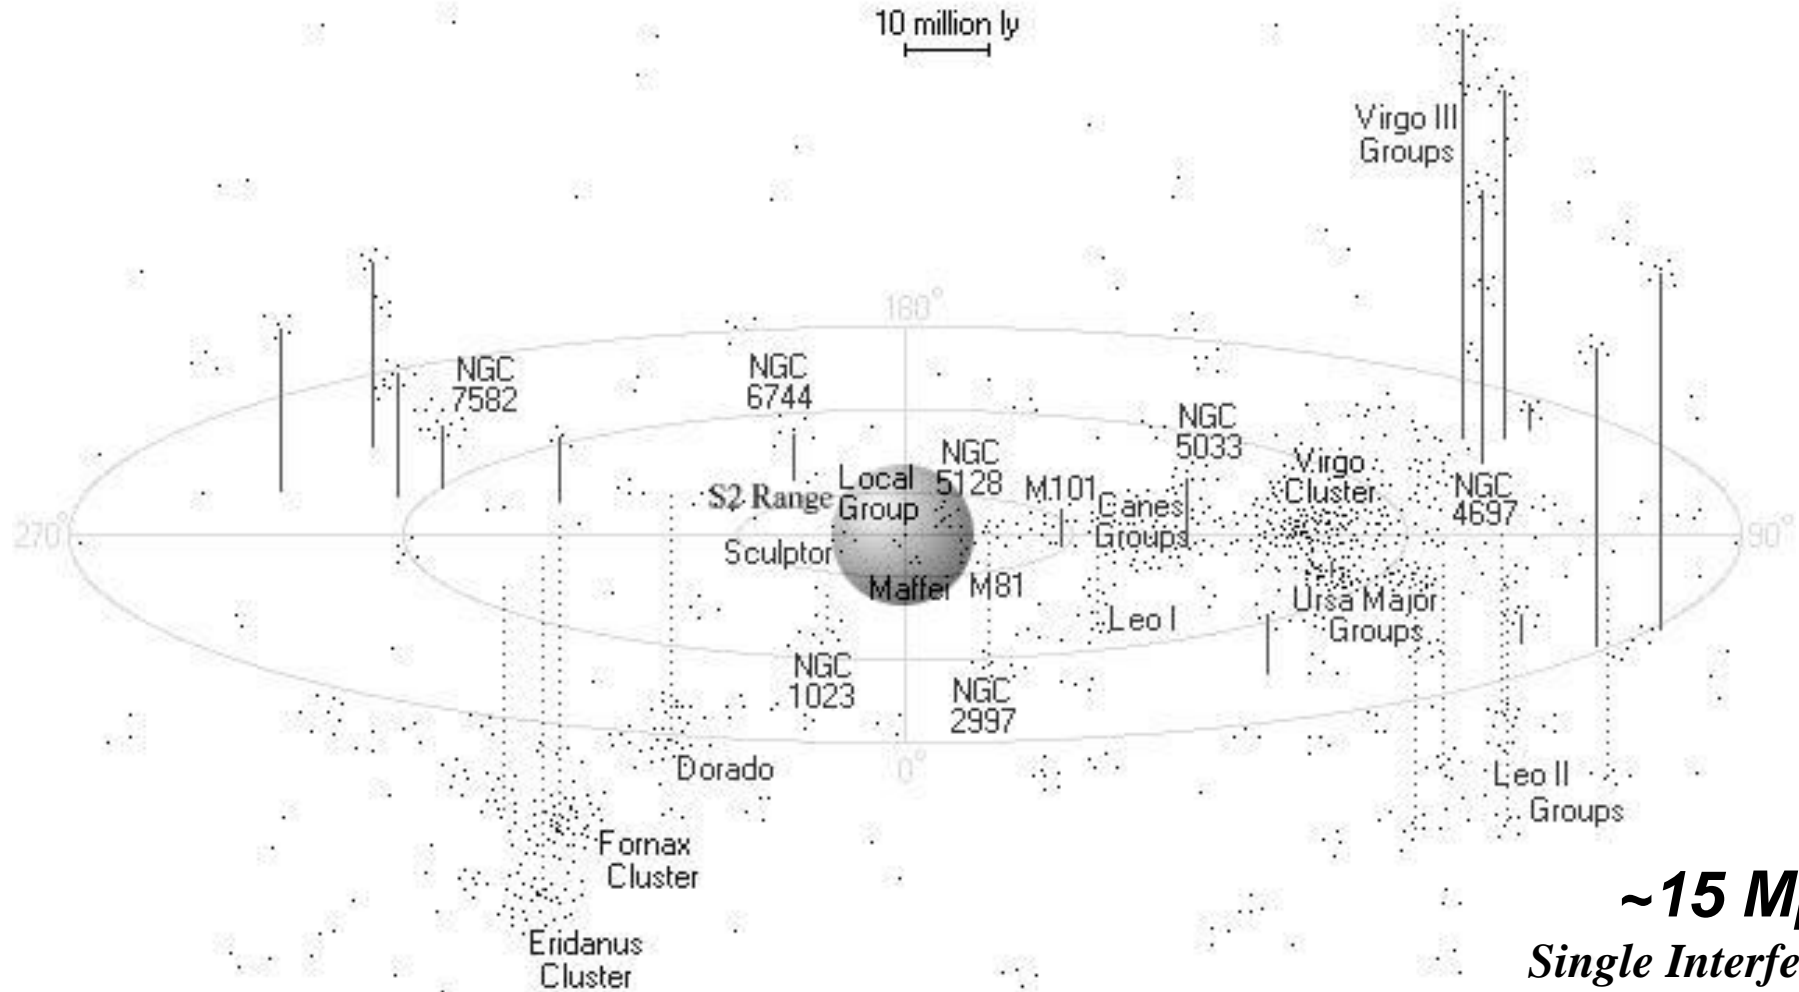 10 million ly
Virgo III
Groups
180°
NGC
7582
NGC
6744
NGC
5033
NGC
5128
Local
Group
S2 Range
M101
Canes
Groups
Virgo
Cluster
NGC
4697
270°
90°
Sculptor
Maffei
M81
Leo I
Ursa Major
Groups
NGC
1023
NGC
2997
Dorado
0°
Leo II
Groups
Fornax
Cluster
Eridanus
Cluster
~15
Single